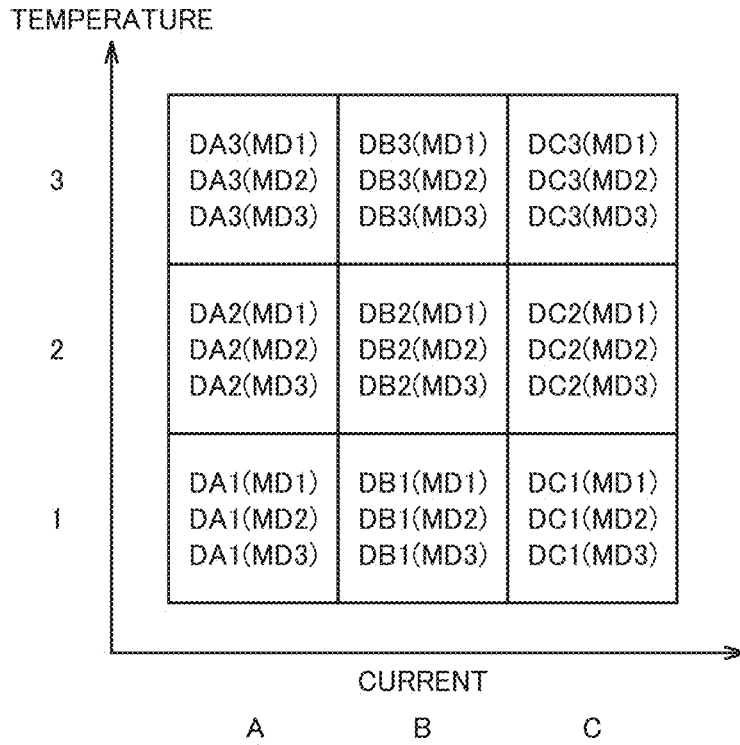 TEMPERATURE
3
DA3(MD1) DB3(MD1) DC3(MD1)
DA3(MD2) DB3(MD2) DC3(MD2)
DA3(MD3) DB3(MD3) DC3(MD3)
2
DA2(MD1) DB2(MD1) DC2(MD1)
DA2(MD2) DB2(MD2) DC2(MD2)
DA2(MD3) DB2(MD3) DC2(MD3)
1
DA1(MD1) DB1(MD1) DC1(MD1)
DA1(MD2) DB1(MD2) DC1(MD2)
DA1(MD3) DB1(MD3) DC1(MD3)
CURRENT
A B C